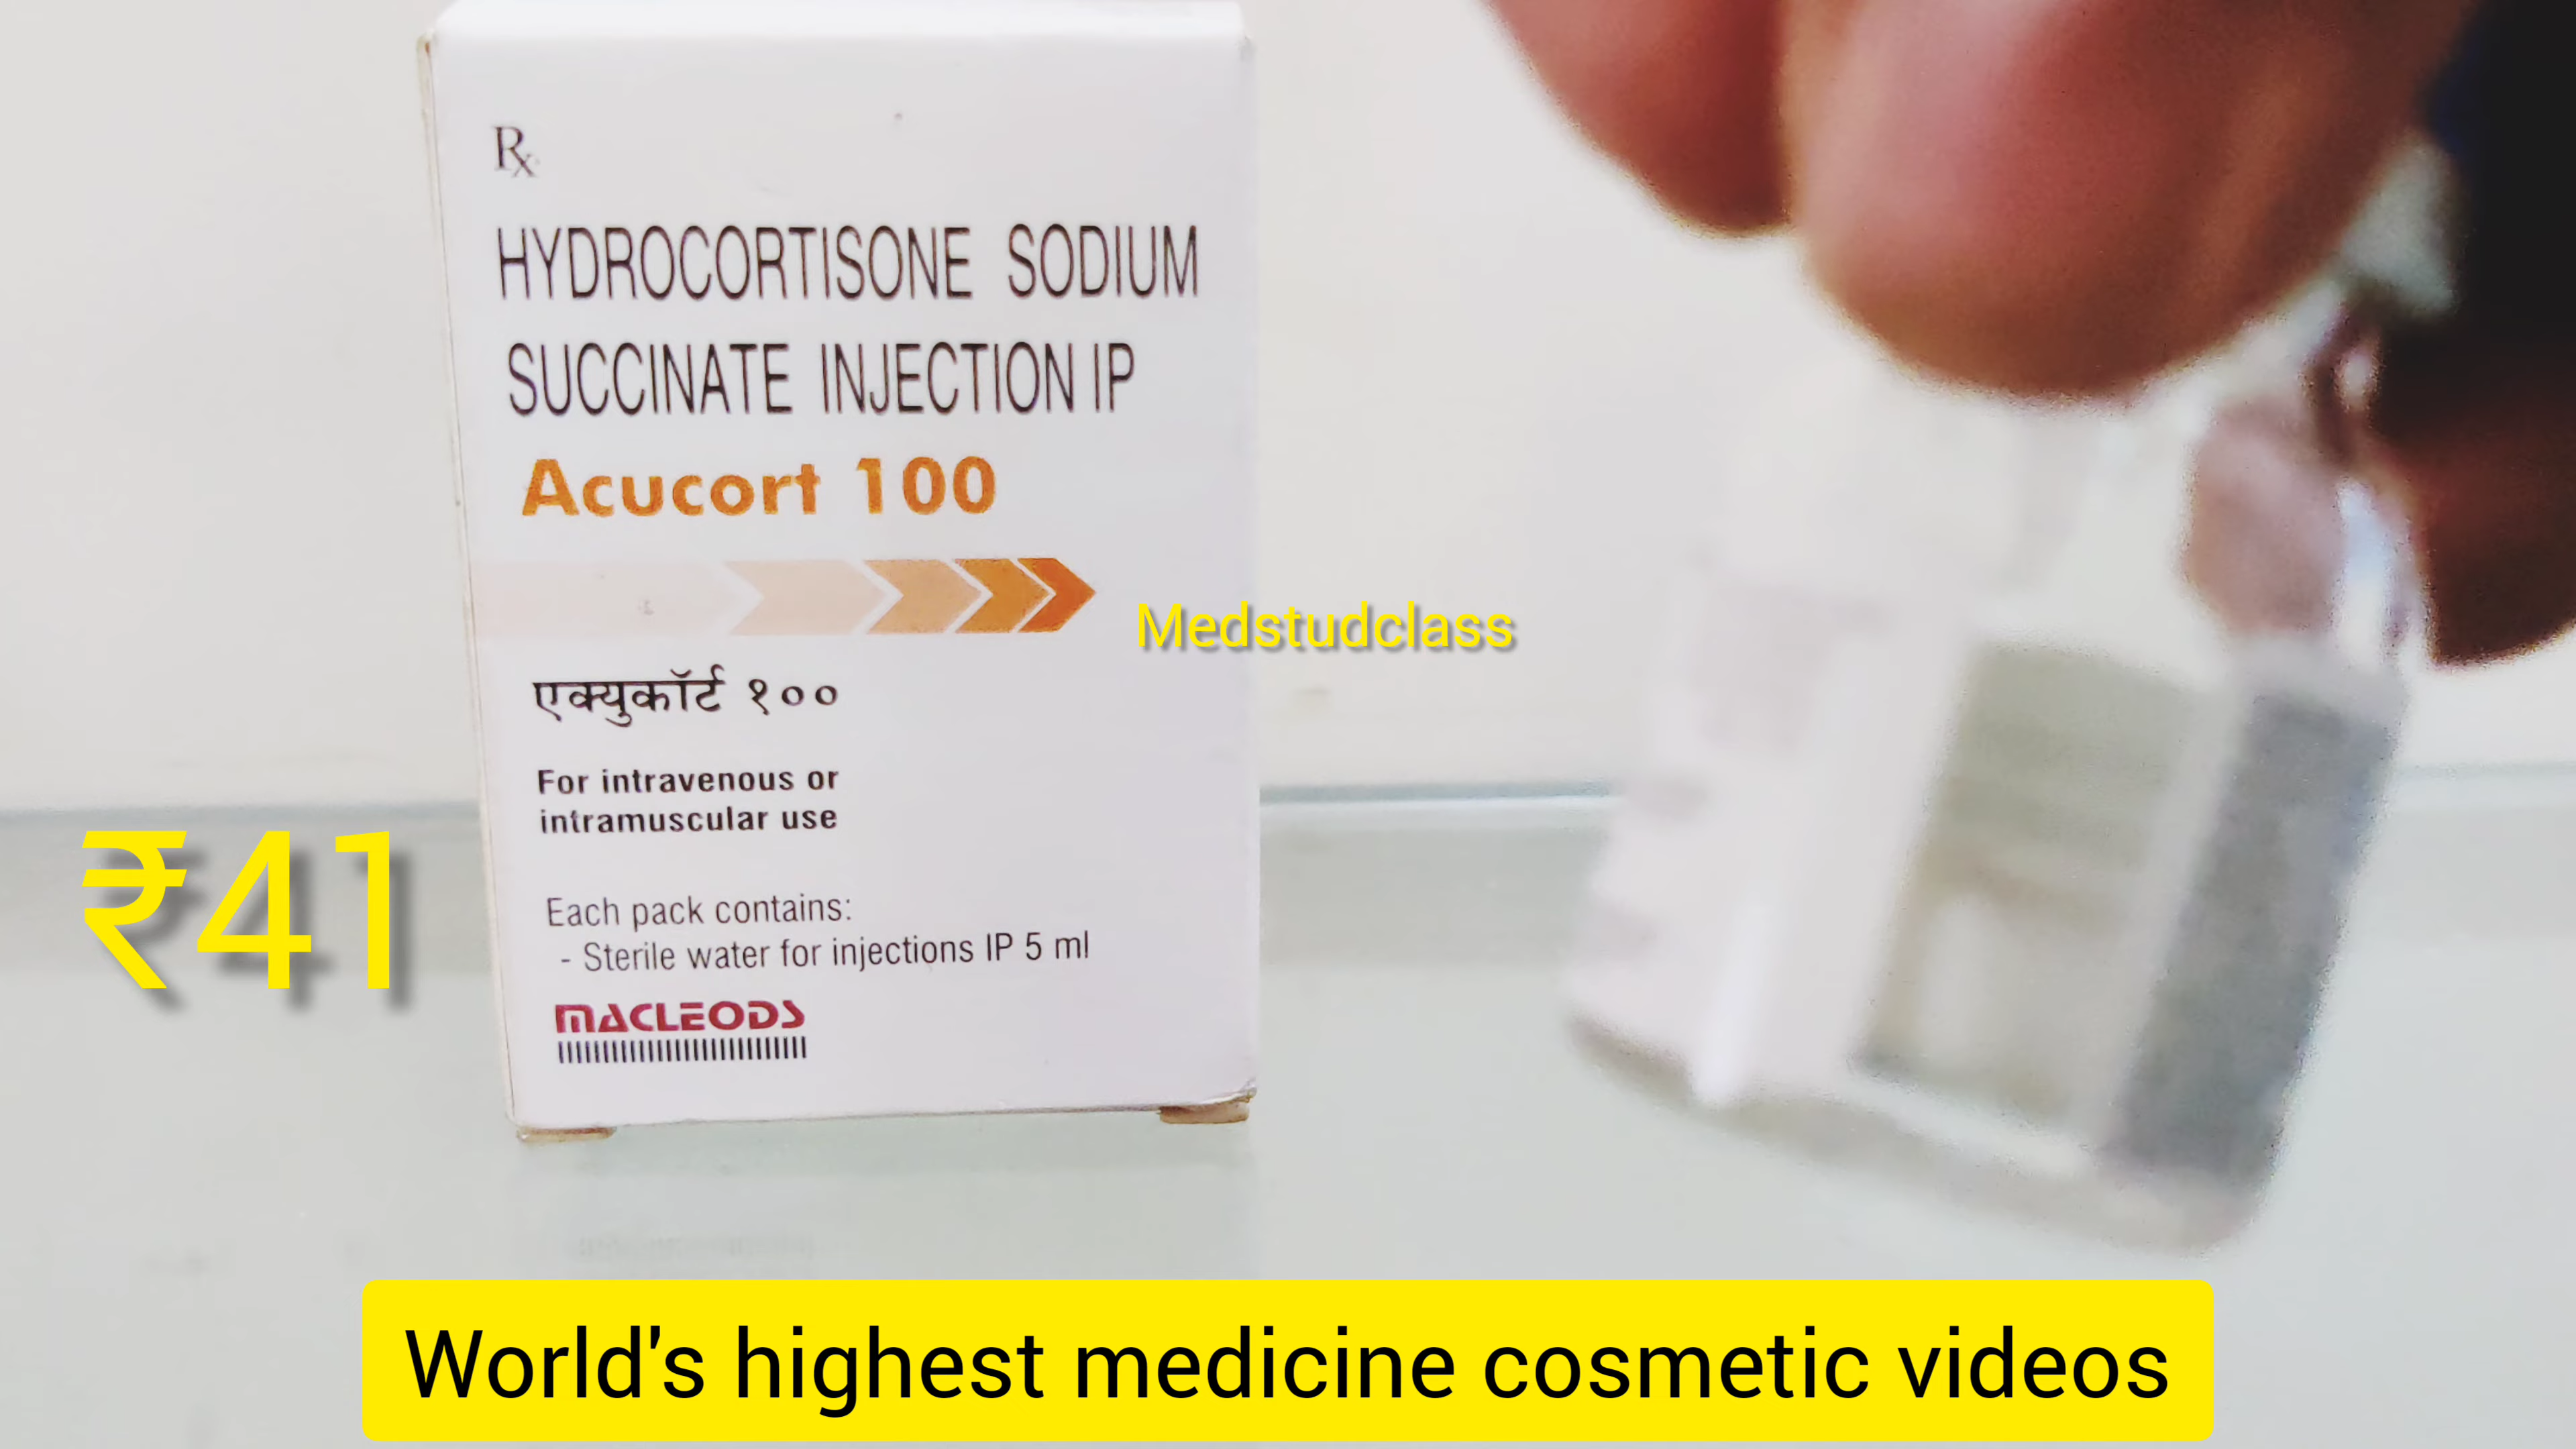 Rx
HYDROCORTISONE SODIUM
SUCCINATE INJECTION IP
Acucort 100
Medstudclass
एक्युकॉर्ट १००
For intravenous or
intramuscular use
₹41
Each pack contains:
- Sterile water for injections IP 5 ml
MACLEODS
World's highest medicine cosmetic videos